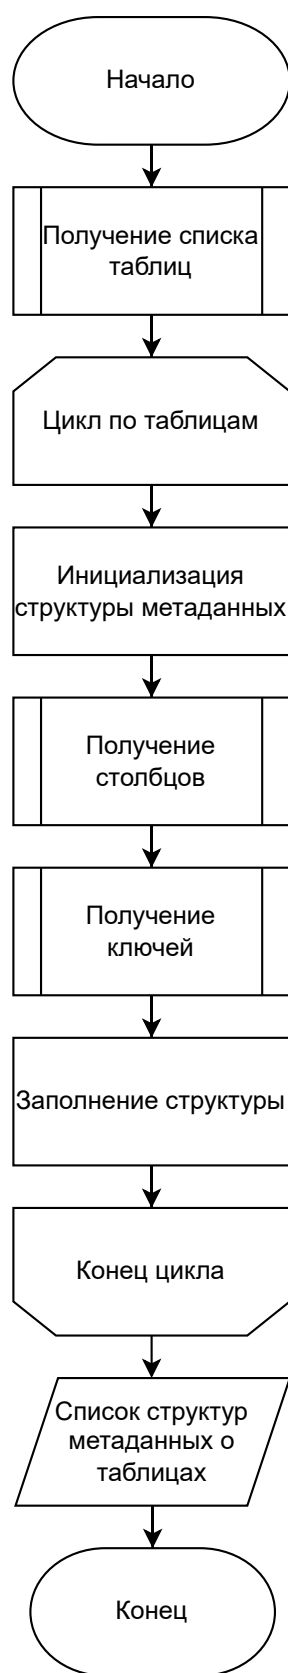 Начало
Получение списка
таблиц
Цикл по таблицам
Инициализация
структуры метаданных
Получение
столбцов
Получение
ключей
Заполнение структуры
Конец цикла
Список структур
метаданных о
таблицах
Конец